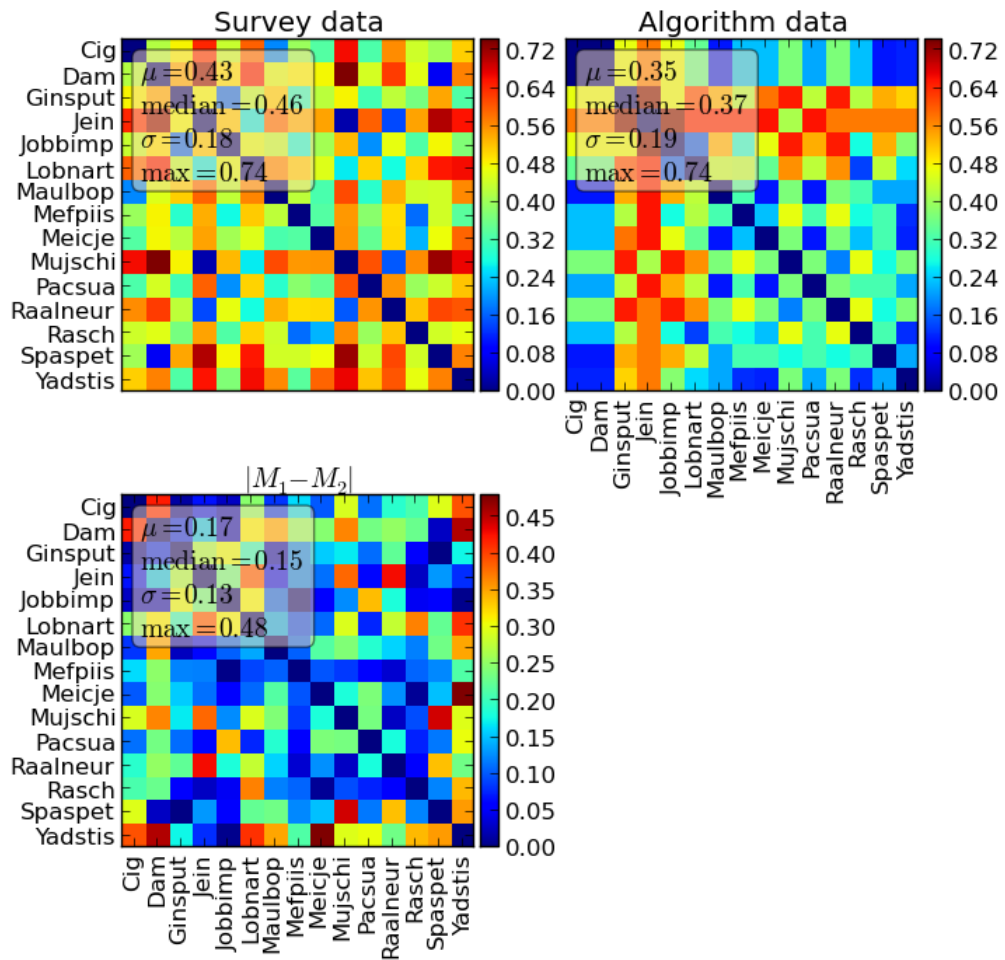 Survey data
Cig
Dam
Ginsput
Jein
Jobbimp
Lobnart
Maulbop
Mefpiis
Meicje
Mujschi
Pacsua
Raalneur
Rasch
Spaspet
Yadstis
μ=0.43
median=0.46
σ=0.18
max=0.74
0.72
0.64
0.56
0.48
0.40
0.32
0.24
0.16
0.08
0.00
Algorithm data
μ=0.35
median=0.37
σ=0.19
max=0.74
0.72
0.64
0.56
0.48
0.40
0.32
0.24
0.16
0.08
0.00
Cig
Dam
Ginsput
Jein
Jobbimp
Lobnart
Maulbop
Mefpiis
Meicje
Mujschi
Pacsua
Raalneur
Rasch
Spaspet
Yadstis
|M₁−M₂|
Cig
Dam
Ginsput
Jein
Jobbimp
Lobnart
Maulbop
Mefpiis
Meicje
Mujschi
Pacsua
Raalneur
Rasch
Spaspet
Yadstis
μ=0.17
median=0.15
σ=0.13
max=0.48
0.45
0.40
0.35
0.30
0.25
0.20
0.15
0.10
0.05
0.00
Cig
Dam
Ginsput
Jein
Jobbimp
Lobnart
Maulbop
Mefpiis
Meicje
Mujschi
Pacsua
Raalneur
Rasch
Spaspet
Yadstis